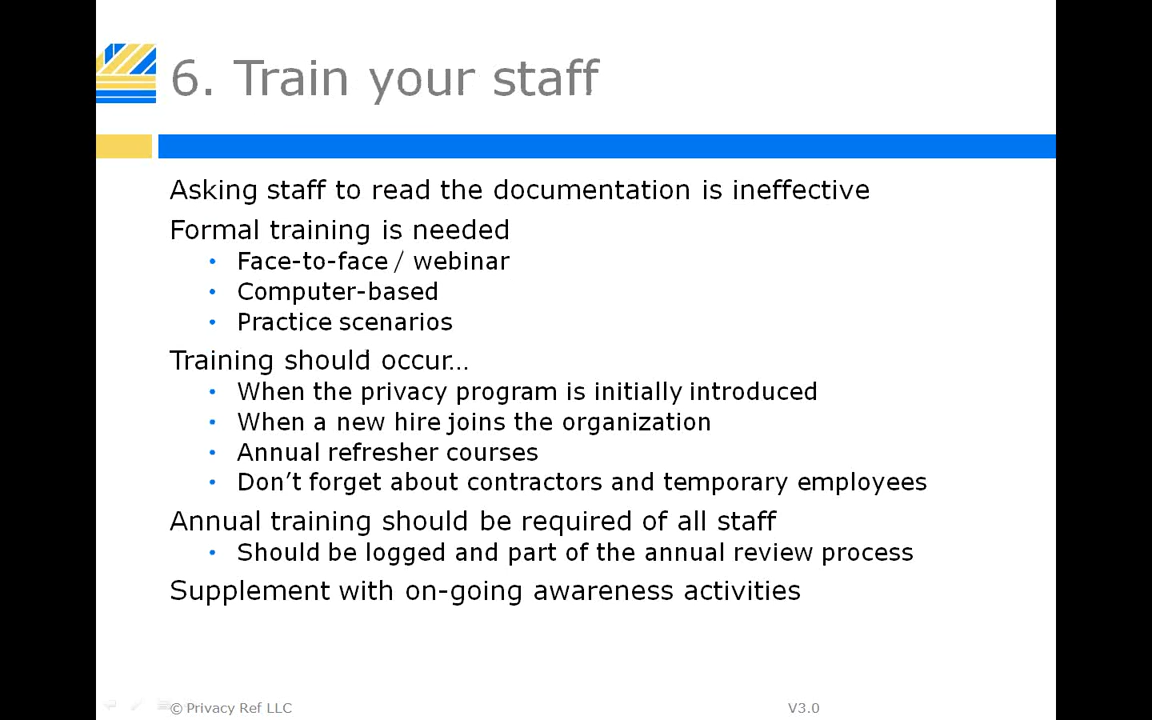 6. Train your staff
Asking staff to read the documentation is ineffective
Formal training is needed
• Face-to-face / webinar
• Computer-based
• Practice scenarios
Training should occur…
• When the privacy program is initially introduced
• When a new hire joins the organization
• Annual refresher courses
• Don’t forget about contractors and temporary employees
Annual training should be required of all staff
• Should be logged and part of the annual review process
Supplement with on-going awareness activities
© Privacy Ref LLC
V3.0